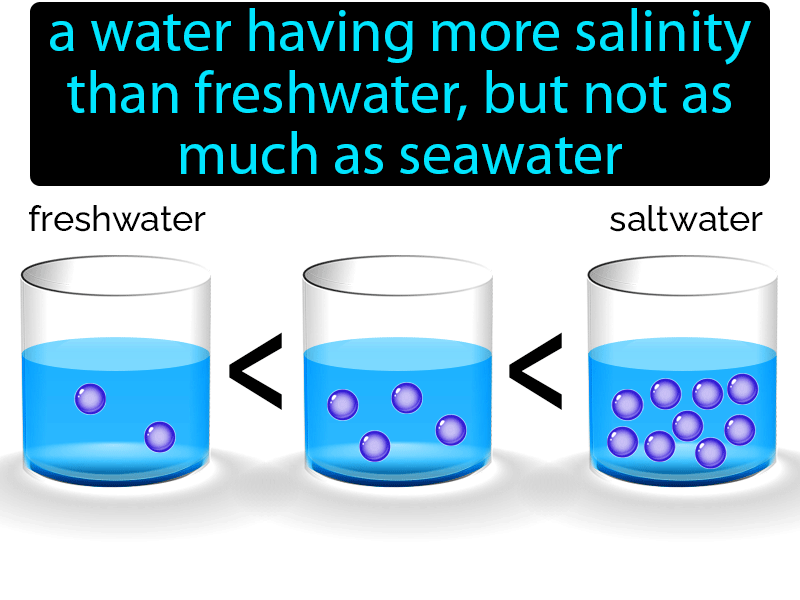 a water having more salinity
than freshwater, but not as
much as seawater
freshwater
saltwater
< <